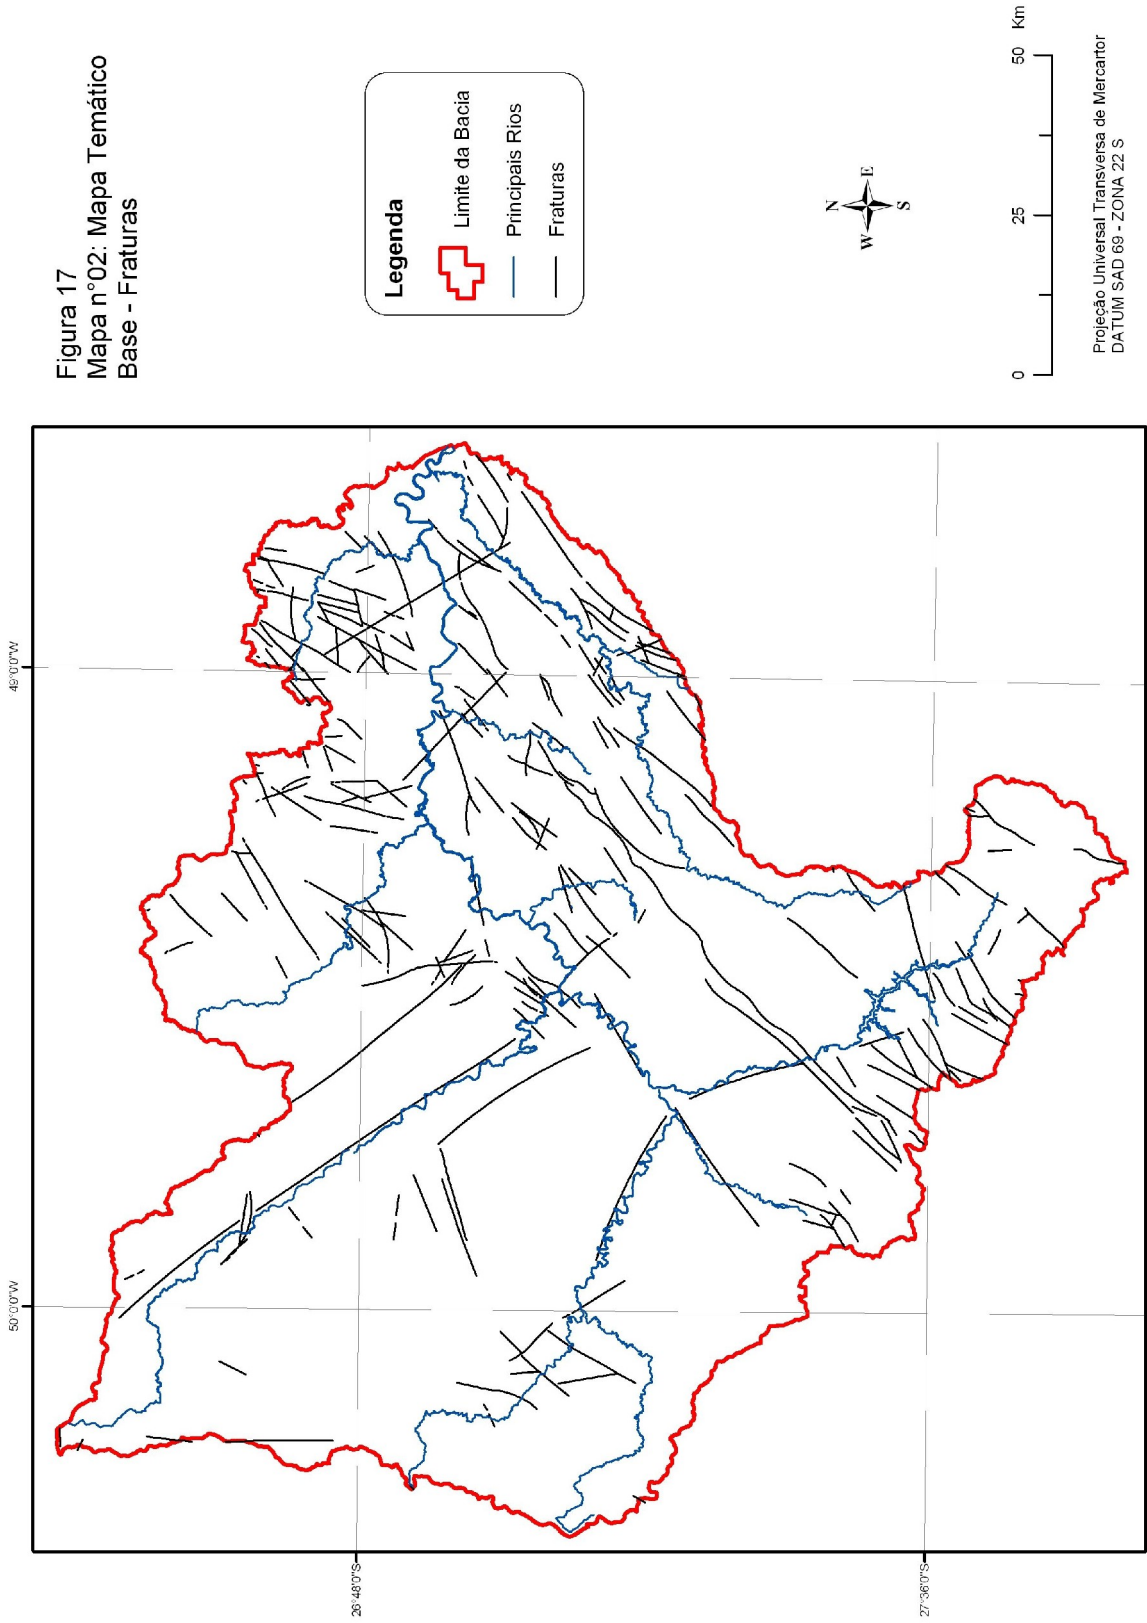 Figura 17
Mapa n°02: Mapa Temático
Base - Fraturas
Legenda
Limite da Bacia
Principais Rios
Fraturas
N
W
E
S
0
25
50
Km
Projeção Universal Transversa de Mercartor
DATUM SAD 69 - ZONA 22 S
50°0'0"W
49°0'0"W
26°48'0"S
27°36'0"S